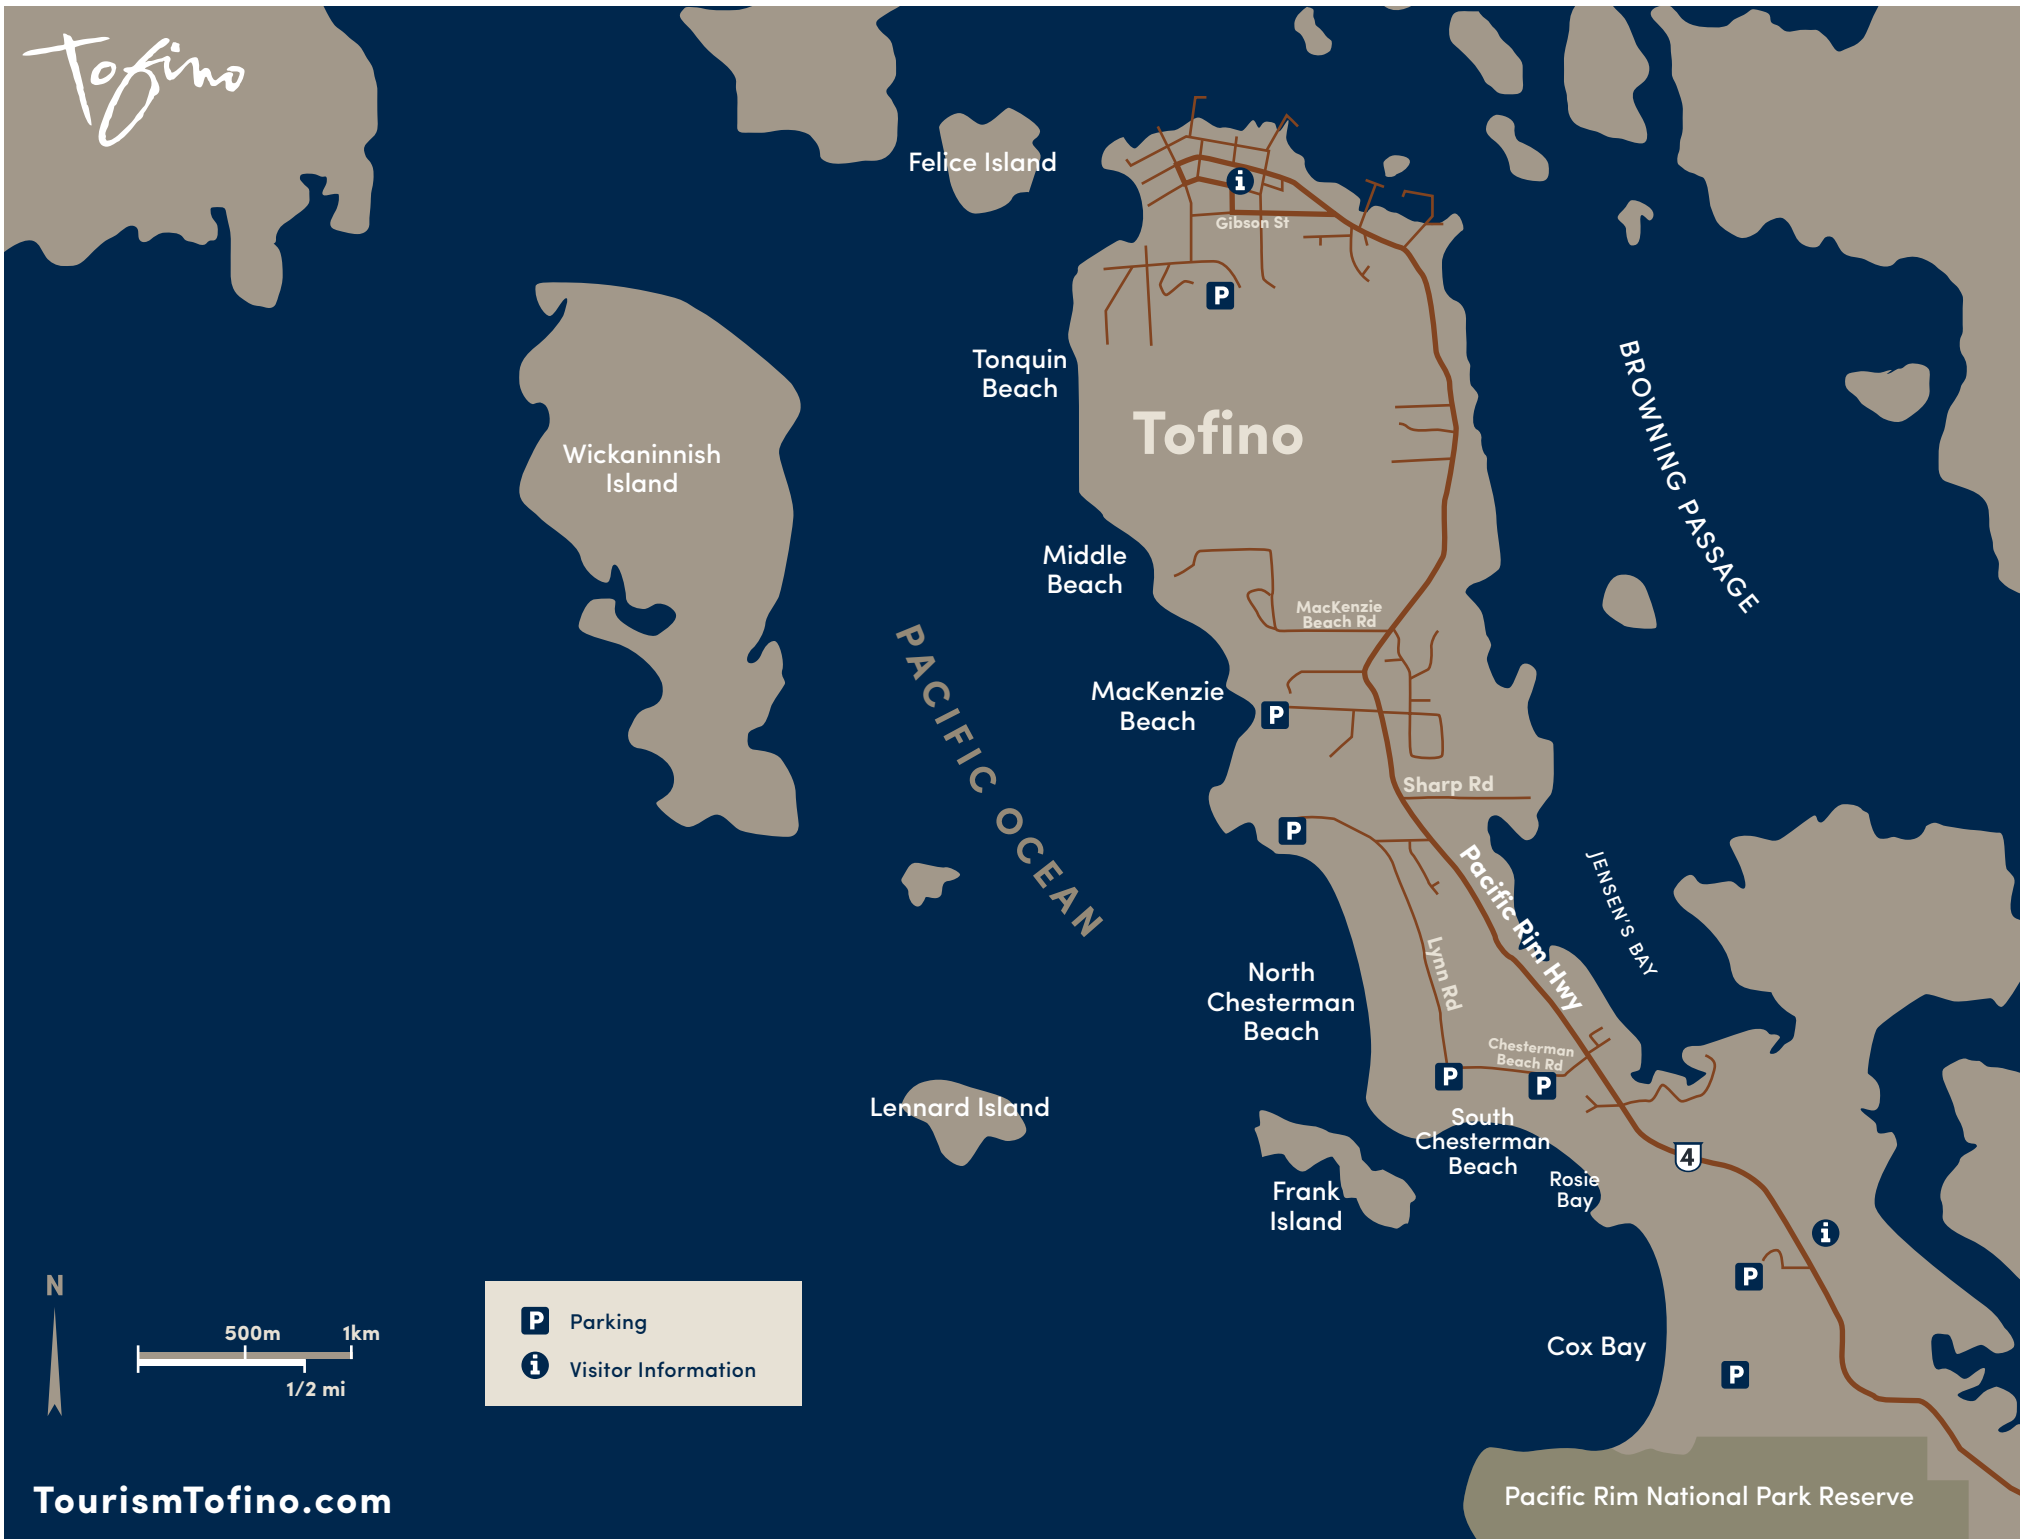 Tofino
Felice Island
Gibson St
P
Tonquin
Beach
Tofino
Wickaninnish
Island
BROWNING PASSAGE
Middle
Beach
MacKenzie
Beach Rd
PACIFIC OCEAN
MacKenzie
Beach
P
Sharp Rd
P
Pacific Rim Hwy
JENSEN'S BAY
Lynn Rd
North
Chesterman
Beach
Chesterman
Beach Rd
P
P
Lennard Island
South
Chesterman
Beach
4
Rosie
Bay
Frank
Island
i
i
P
Cox Bay
P
N
500m
1km
1/2 mi
P
Parking
i
Visitor Information
TourismTofino.com
Pacific Rim National Park Reserve